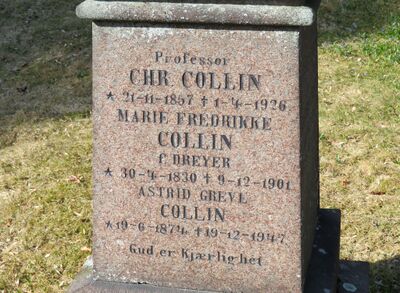 Professor
CHR COLLIN
* 21-11-1857 † 1-4-1926
MARIE FREDRIKKE
COLLIN
F. DREYER
* 30-4-1830 † 9-12-1901
ASTRID GREVE
COLLIN
* 19-6-1874 † 19-12-1947
Gud er Kjærlighet